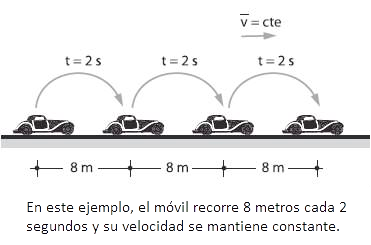 v = cte
t = 2 s t = 2 s t = 2 s
8 m 8 m 8 m
En este ejemplo, el móvil recorre 8 metros cada 2
segundos y su velocidad se mantiene constante.